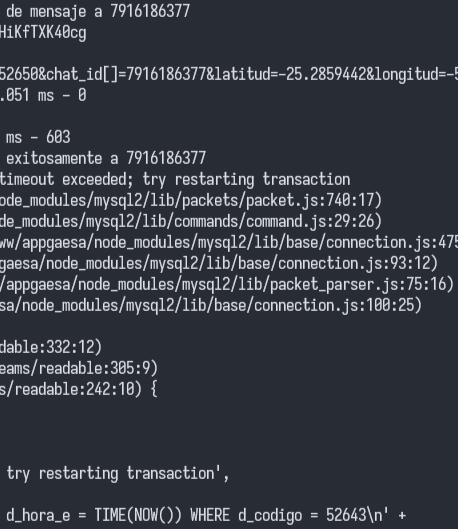 de mensaje a 7916186377
HiKfTXK40cg
52650&chat_id[]=7916186377&latitud=-25.2859442&longitud=-5
.051 ms - 0
ms - 603
exitosamente a 7916186377
timeout exceeded; try restarting transaction
ode_modules/mysql2/lib/packets/packet.js:740:17)
de_modules/mysql2/lib/commands/command.js:29:26)
ww/appgaesa/node_modules/mysql2/lib/base/connection.js:475
gaesa/node_modules/mysql2/lib/base/connection.js:93:12)
/appgaesa/node_modules/mysql2/lib/packet_parser.js:75:16)
sa/node_modules/mysql2/lib/base/connection.js:100:25)
dable:332:12)
eams/readable:305:9)
s/readable:242:10) {
try restarting transaction',
d_hora_e = TIME(NOW()) WHERE d_codigo = 52643\n' +